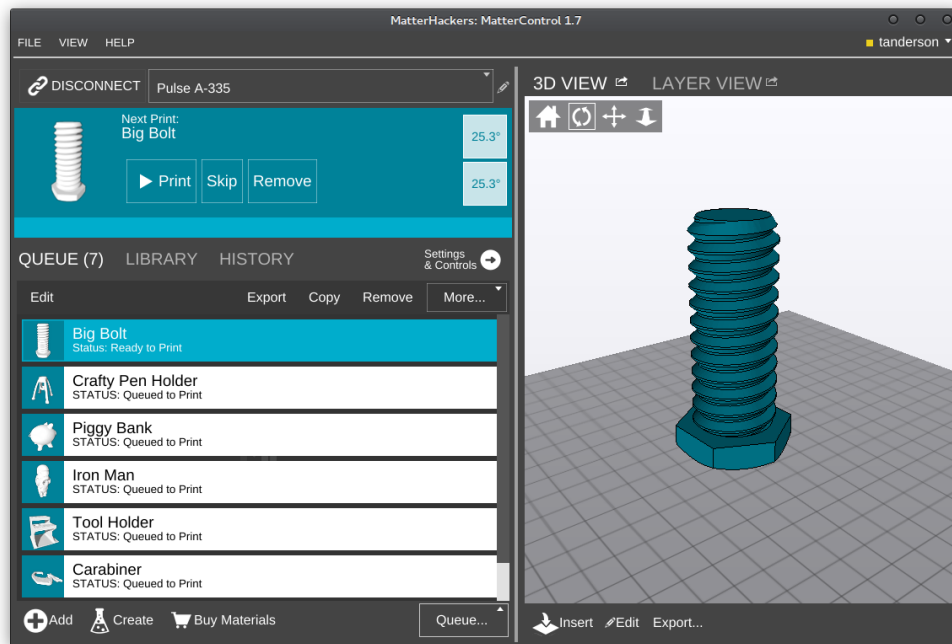 MatterHackers: MatterControl 1.7
FILE VIEW HELP
tanderson
DISCONNECT
Pulse A-335
Next Print:
Big Bolt
25.3°
Print Skip Remove
25.3°
QUEUE (7) LIBRARY HISTORY
Settings
& Controls
Edit Export Copy Remove More...
Big Bolt
Status: Ready to Print
Crafty Pen Holder
STATUS: Queued to Print
Piggy Bank
STATUS: Queued to Print
Iron Man
STATUS: Queued to Print
Tool Holder
STATUS: Queued to Print
Carabiner
STATUS: Queued to Print
Add Create Buy Materials Queue...
3D VIEW LAYER VIEW
Insert Edit Export...